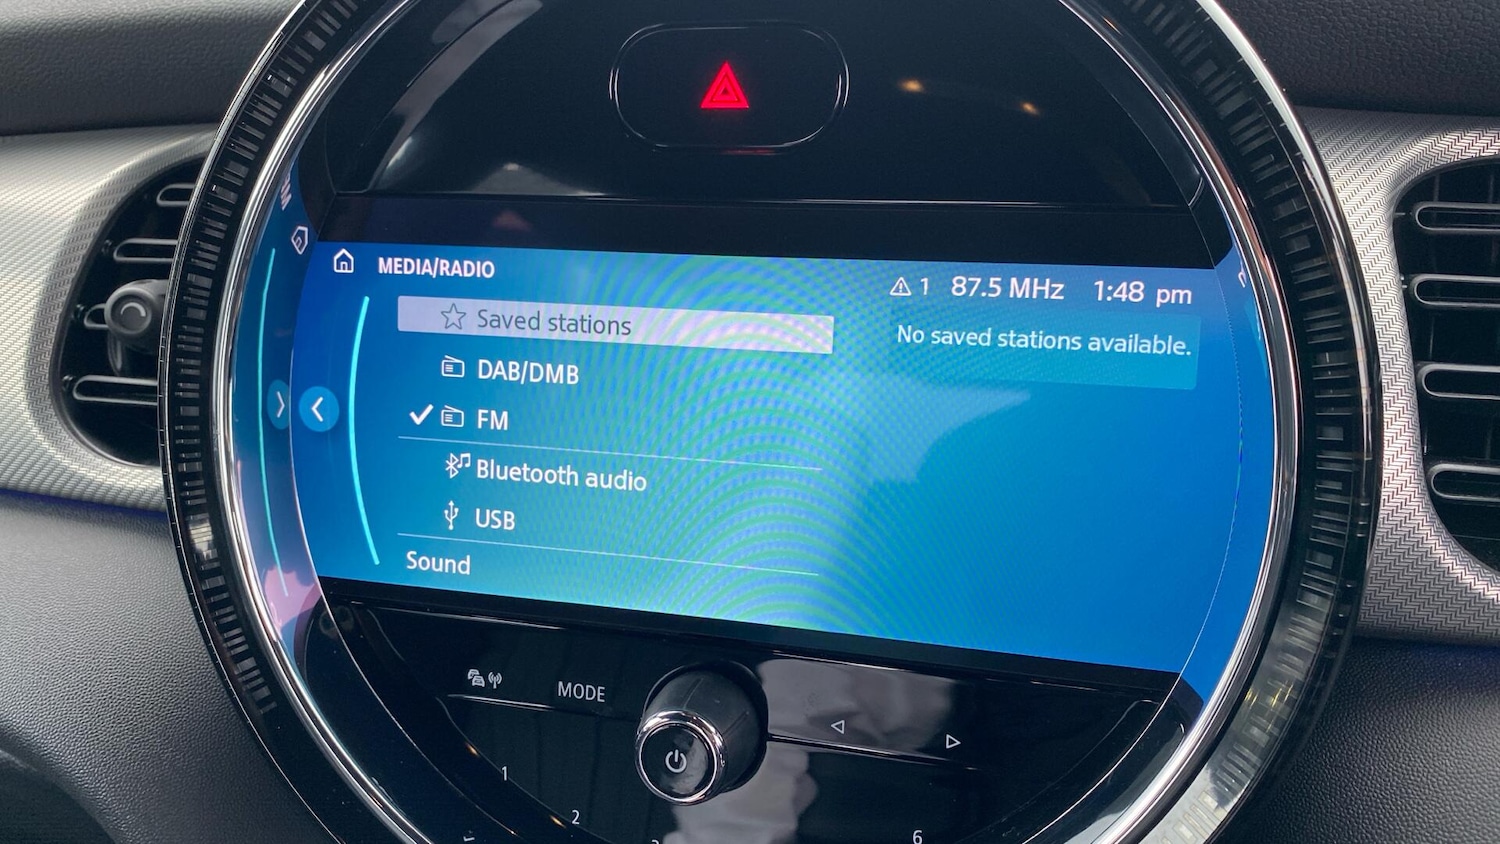 MEDIA/RADIO
1 87.5 MHz 1:48 pm
Saved stations
No saved stations available.
DAB/DMB
FM
Bluetooth audio
USB
Sound
MODE
1
2
6